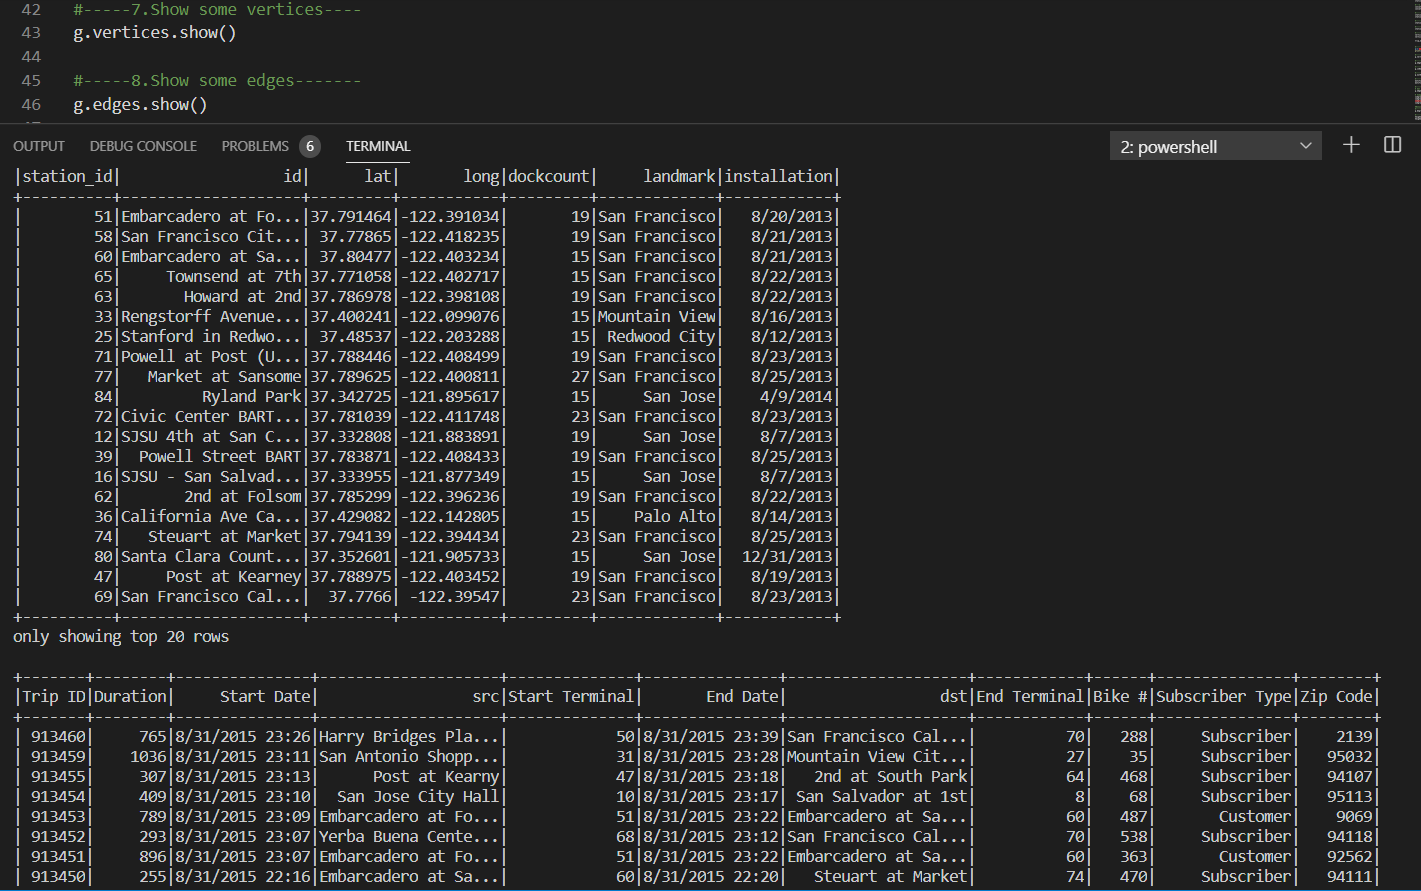 42 #-----7.Show some vertices----
43 g.vertices.show()
44
45 #-----8.Show some edges-------
46 g.edges.show()
OUTPUT DEBUG CONSOLE PROBLEMS 6 TERMINAL 2: powershell
|station_id| id| lat| long|dockcount| landmark|installation|
+----------+--------------------+---------+-----------+---------+-------------+------------+
| 51|Embarcadero at Fo...|37.791464|-122.391034| 19|San Francisco| 8/20/2013|
| 58|San Francisco Cit...| 37.77865|-122.418235| 19|San Francisco| 8/21/2013|
| 60|Embarcadero at Sa...| 37.80477|-122.403234| 15|San Francisco| 8/21/2013|
| 65| Townsend at 7th|37.771058|-122.402717| 15|San Francisco| 8/22/2013|
| 63| Howard at 2nd|37.786978|-122.398108| 19|San Francisco| 8/22/2013|
| 33|Rengstorff Avenue...|37.400241|-122.099076| 15|Mountain View| 8/16/2013|
| 25|Stanford in Redwo...| 37.48537|-122.203288| 15| Redwood City| 8/12/2013|
| 71|Powell at Post (U...|37.788446|-122.408499| 19|San Francisco| 8/23/2013|
| 77| Market at Sansome|37.789625|-122.400811| 27|San Francisco| 8/25/2013|
| 84| Ryland Park|37.342725|-121.895617| 15| San Jose| 4/9/2014|
| 72|Civic Center BART...|37.781039|-122.411748| 23|San Francisco| 8/23/2013|
| 12|SJSU 4th at San C...|37.332808|-121.883891| 19| San Jose| 8/7/2013|
| 39| Powell Street BART|37.783871|-122.408433| 19|San Francisco| 8/25/2013|
| 16|SJSU - San Salvad...|37.333955|-121.877349| 15| San Jose| 8/7/2013|
| 62| 2nd at Folsom|37.785299|-122.396236| 19|San Francisco| 8/22/2013|
| 36|California Ave Ca...|37.429082|-122.142805| 15| Palo Alto| 8/14/2013|
| 74| Steuart at Market|37.794139|-122.394434| 23|San Francisco| 8/25/2013|
| 80|Santa Clara Count...|37.352601|-121.905733| 15| San Jose| 12/31/2013|
| 47| Post at Kearney|37.788975|-122.403452| 19|San Francisco| 8/19/2013|
| 69|San Francisco Cal...| 37.7766| -122.39547| 23|San Francisco| 8/23/2013|
+----------+--------------------+---------+-----------+---------+-------------+------------+
only showing top 20 rows
+-------+--------+---------------+--------------------+--------------+---------------+--------------------+------------+------+---------------+--------+
|Trip ID|Duration| Start Date| src|Start Terminal| End Date| dst|End Terminal|Bike #|Subscriber Type|Zip Code|
+-------+--------+---------------+--------------------+--------------+---------------+--------------------+------------+------+---------------+--------+
| 913460| 765|8/31/2015 23:26|Harry Bridges Pla...| 50|8/31/2015 23:39|San Francisco Cal...| 70| 288| Subscriber| 2139|
| 913459| 1036|8/31/2015 23:11|San Antonio Shopp...| 31|8/31/2015 23:28|Mountain View Cit...| 27| 35| Subscriber| 95032|
| 913455| 307|8/31/2015 23:13| Post at Kearny| 47|8/31/2015 23:18| 2nd at South Park| 64| 468| Subscriber| 94107|
| 913454| 409|8/31/2015 23:10| San Jose City Hall| 10|8/31/2015 23:17| San Salvador at 1st| 8| 68| Subscriber| 95113|
| 913453| 789|8/31/2015 23:09|Embarcadero at Fo...| 51|8/31/2015 23:22|Embarcadero at Sa...| 60| 487| Customer| 9069|
| 913452| 293|8/31/2015 23:07|Yerba Buena Cente...| 68|8/31/2015 23:12|San Francisco Cal...| 70| 538| Subscriber| 94118|
| 913451| 896|8/31/2015 23:07|Embarcadero at Fo...| 51|8/31/2015 23:22|Embarcadero at Sa...| 60| 363| Customer| 92562|
| 913450| 255|8/31/2015 22:16|Embarcadero at Sa...| 60|8/31/2015 22:20| Steuart at Market| 74| 470| Subscriber| 94111|